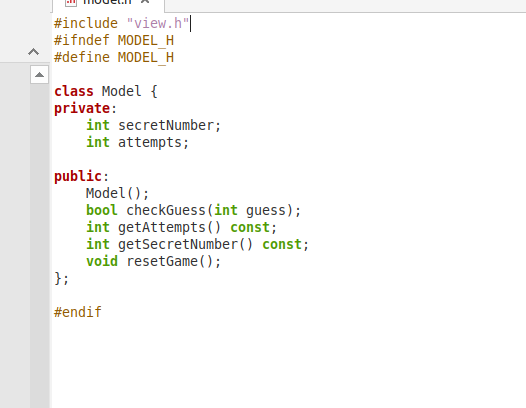 model.h
#include "view.h"
#ifndef MODEL_H
#define MODEL_H

class Model {
private:
    int secretNumber;
    int attempts;

public:
    Model();
    bool checkGuess(int guess);
    int getAttempts() const;
    int getSecretNumber() const;
    void resetGame();
};

#endif